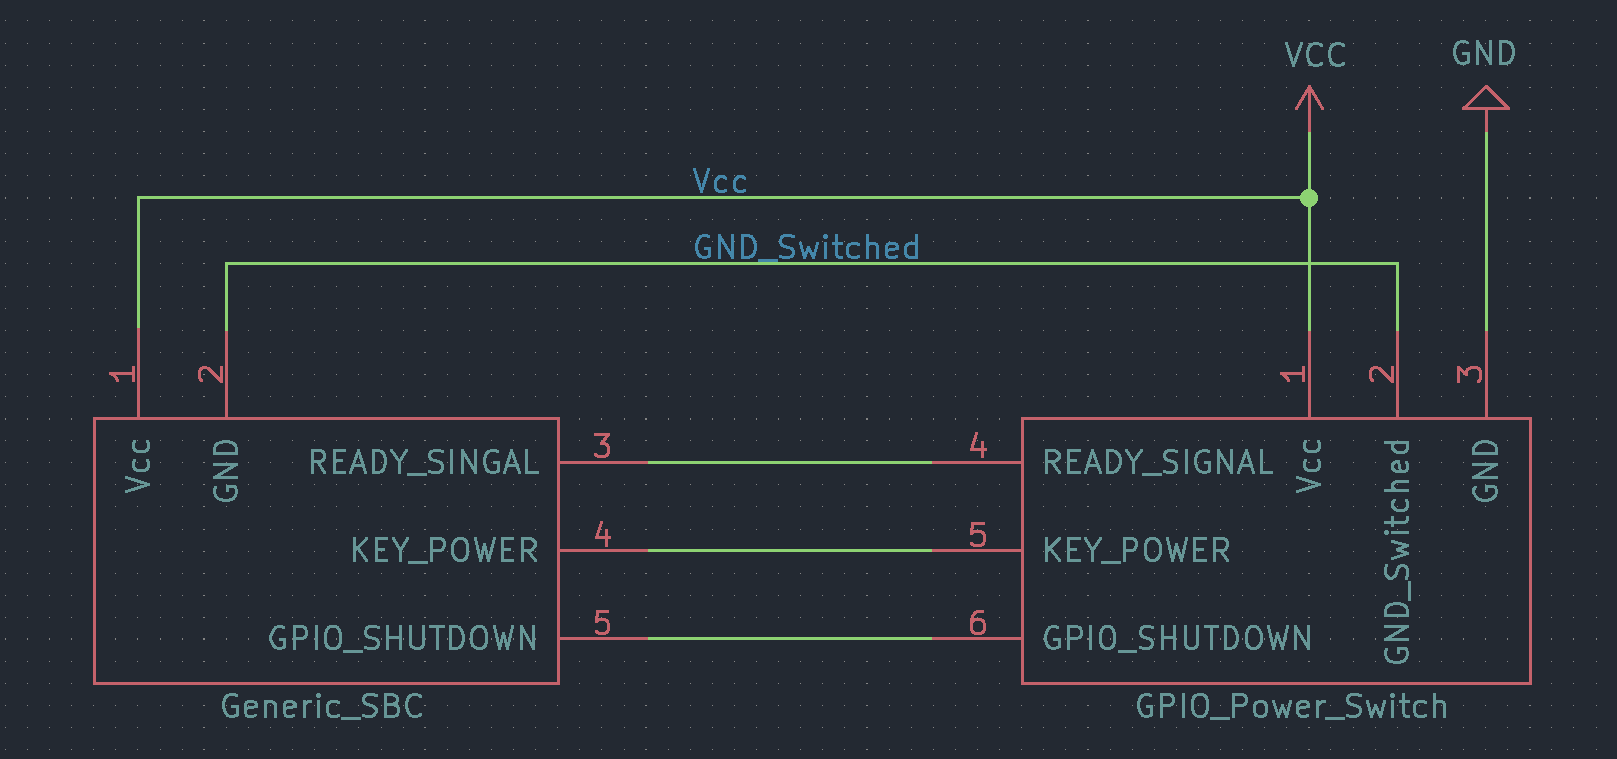 VCC
GND
Vcc
GND_Switched
1
2
1
2
3
Vcc
GND
READY_SINGAL
3
4
READY_SIGNAL
Vcc
GND_Switched
GND
KEY_POWER
4
5
KEY_POWER
GPIO_SHUTDOWN
5
6
GPIO_SHUTDOWN
Generic_SBC
GPIO_Power_Switch